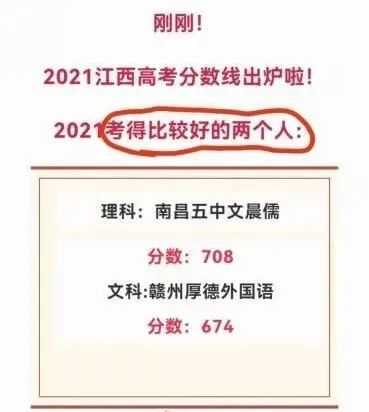 刚刚!
2021江西高考分数线出炉啦!
2021考得比较好的两个人:
理科：南昌五中文晨儒
分数：708
文科:赣州厚德外国语
分数：674